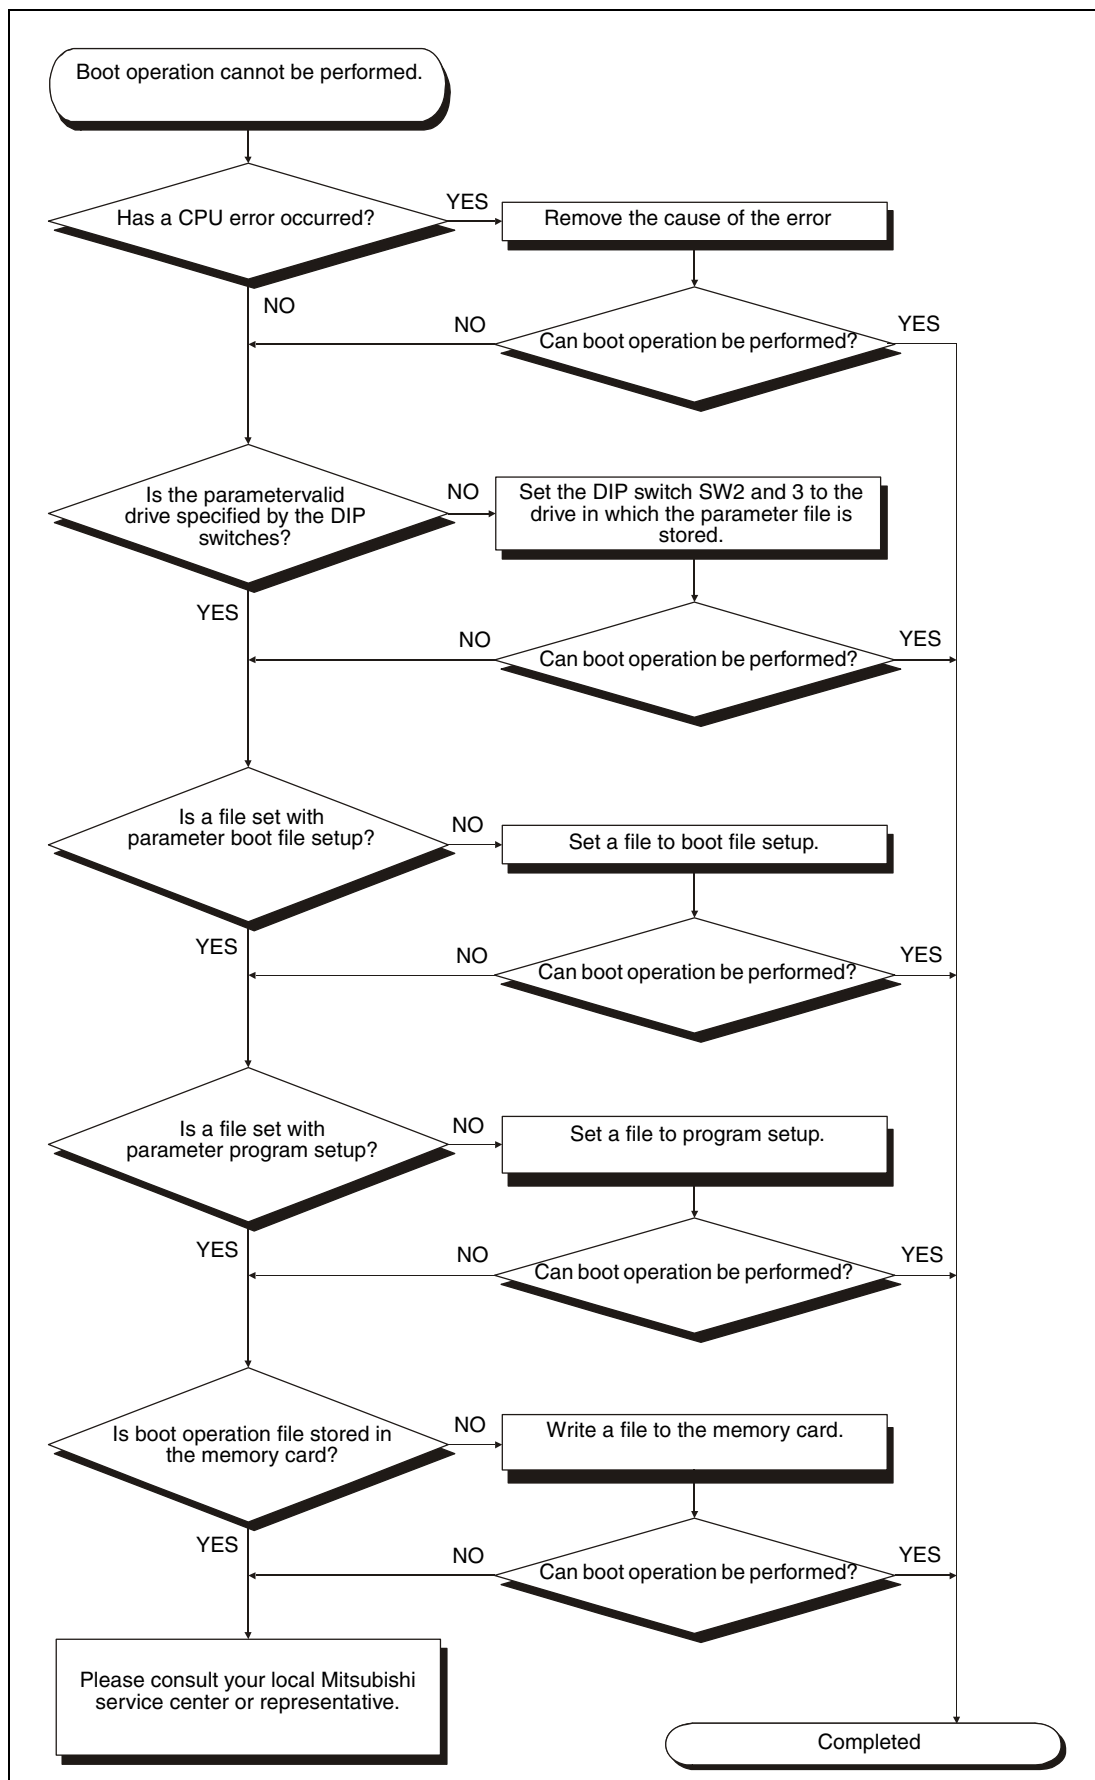 Boot operation cannot be performed.
Has a CPU error occurred?
YES
Remove the cause of the error
NO
NO
Can boot operation be performed?
YES
Is the parametervalid
drive specified by the DIP
switches?
NO
Set the DIP switch SW2 and 3 to the
drive in which the parameter file is
stored.
YES
NO
Can boot operation be performed?
YES
Is a file set with
parameter boot file setup?
NO
Set a file to boot file setup.
YES
NO
Can boot operation be performed?
YES
Is a file set with
parameter program setup?
NO
Set a file to program setup.
YES
NO
Can boot operation be performed?
YES
Is boot operation file stored in
the memory card?
NO
Write a file to the memory card.
YES
NO
Can boot operation be performed?
YES
Please consult your local Mitsubishi
service center or representative.
Completed